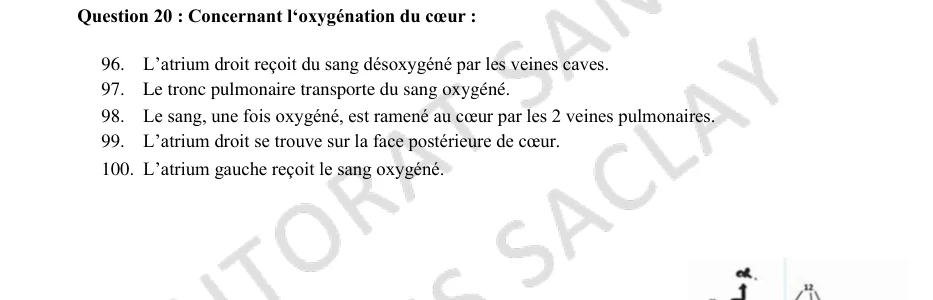 Question 20 : Concernant l‘oxygénation du cœur :
96. L’atrium droit reçoit du sang désoxygéné par les veines caves.
97. Le tronc pulmonaire transporte du sang oxygéné.
98. Le sang, une fois oxygéné, est ramené au cœur par les 2 veines pulmonaires.
99. L’atrium droit se trouve sur la face postérieure de cœur.
100. L’atrium gauche reçoit le sang oxygéné.
SACLAY
12